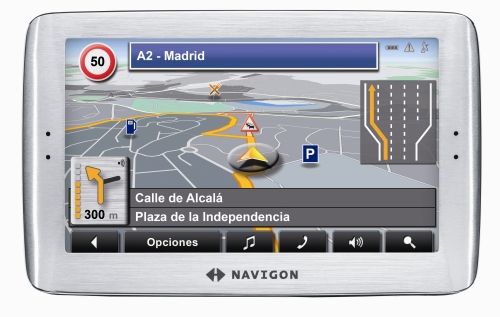 50
A2 - Madrid
P
300 m
Calle de Alcalá
Plaza de la Independencia
Opciones
NAVIGON